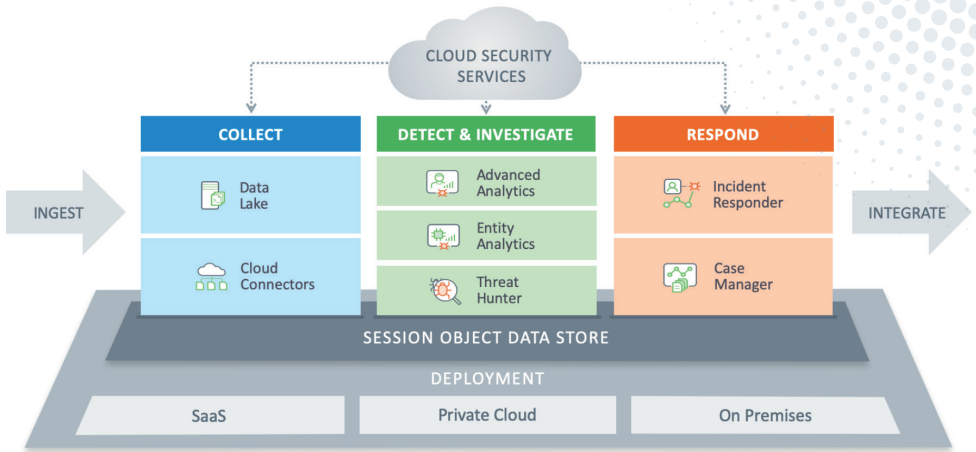 CLOUD SECURITY
SERVICES
COLLECT
DETECT & INVESTIGATE
RESPOND
INGEST
Data
Lake
Cloud
Connectors
Advanced
Analytics
Entity
Analytics
Threat
Hunter
Incident
Responder
Case
Manager
INTEGRATE
SESSION OBJECT DATA STORE
DEPLOYMENT
SaaS
Private Cloud
On Premises